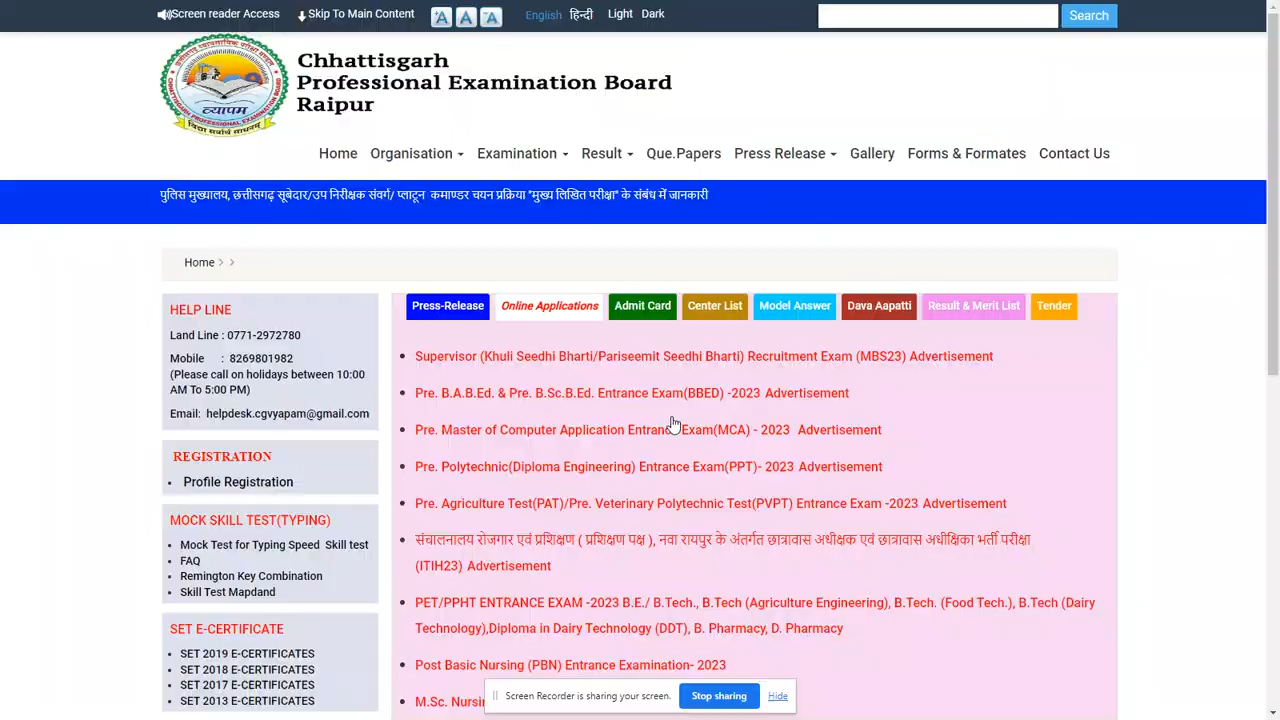 Screen reader Access Skip To Main Content A A A English हिन्दी Light Dark Search
Chhattisgarh
Professional Examination Board
Raipur
व्यापम
CHHATTISGARH PROFESSIONAL EXAMINATION BOARD
Home Organisation Examination Result Que.Papers Press Release Gallery Forms & Formates Contact Us
पुलिस मुख्यालय, छत्तीसगढ़ सूबेदार/उप निरीक्षक संवर्ग/ प्लाटून कमाण्डर चयन प्रक्रिया "मुख्य लिखित परीक्षा" के संबंध में जानकारी
Home > >
HELP LINE
Land Line : 0771-2972780
Mobile : 8269801982
(Please call on holidays between 10:00
AM To 5:00 PM)
Email: helpdesk.cgvyapam@gmail.com
REGISTRATION
Profile Registration
MOCK SKILL TEST(TYPING)
Mock Test for Typing Speed Skill test
FAQ
Remington Key Combination
Skill Test Mapdand
SET E-CERTIFICATE
SET 2019 E-CERTIFICATES
SET 2018 E-CERTIFICATES
SET 2017 E-CERTIFICATES
SET 2013 E-CERTIFICATES
Press-Release Online Applications Admit Card Center List Model Answer Dava Aapatti Result & Merit List Tender
Supervisor (Khuli Seedhi Bharti/Pariseemit Seedhi Bharti) Recruitment Exam (MBS23) Advertisement
Pre. B.A.B.Ed. & Pre. B.Sc.B.Ed. Entrance Exam(BBED) -2023 Advertisement
Pre. Master of Computer Application Entrance Exam(MCA) - 2023 Advertisement
Pre. Polytechnic(Diploma Engineering) Entrance Exam(PPT)- 2023 Advertisement
Pre. Agriculture Test(PAT)/Pre. Veterinary Polytechnic Test(PVPT) Entrance Exam -2023 Advertisement
संचालनालय रोजगार एवं प्रशिक्षण ( प्रशिक्षण पक्ष ), नवा रायपुर के अंतर्गत छात्रावास अधीक्षक एवं छात्रावास अधीक्षिका भर्ती परीक्षा
(ITIH23) Advertisement
PET/PPHT ENTRANCE EXAM -2023 B.E./ B.Tech., B.Tech (Agriculture Engineering), B.Tech. (Food Tech.), B.Tech (Dairy
Technology),Diploma in Dairy Technology (DDT), B. Pharmacy, D. Pharmacy
Post Basic Nursing (PBN) Entrance Examination- 2023
M.Sc.
Screen Recorder is sharing your screen. Stop sharing Hide